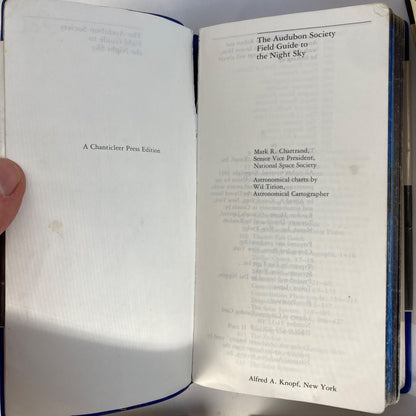 A Chanticleer Press Edition
The Audubon Society
Field Guide to
the Night Sky
Mark R. Chartrand,
Senior Vice President,
National Space Society
Astronomical charts by
Wil Tirion,
Astronomical Cartographer
Alfred A. Knopf, New York